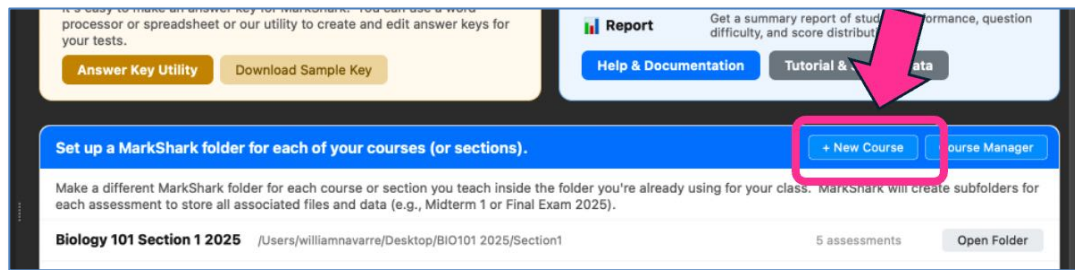 It's easy to make an answer key for MarkShark. You can use a word
processor or spreadsheet or our utility to create and edit answer keys for
your tests.
Answer Key Utility
Download Sample Key
Report
Get a summary report of question
difficulty, and score
Help & Documentation
Tutorial &
Set up a MarkShark folder for each of your courses (or sections).
+ New Course
Course Manager
Make a different MarkShark folder for each course or section you teach inside the folder you're already using for your class. MarkShark will create subfolders for
each assessment to store all associated files and data (e.g., Midterm 1 or Final Exam 2025).
Biology 101 Section 1 2025
/Users/williamnavarre/Desktop/BIO101 2025/Section1
5 assessments
Open Folder